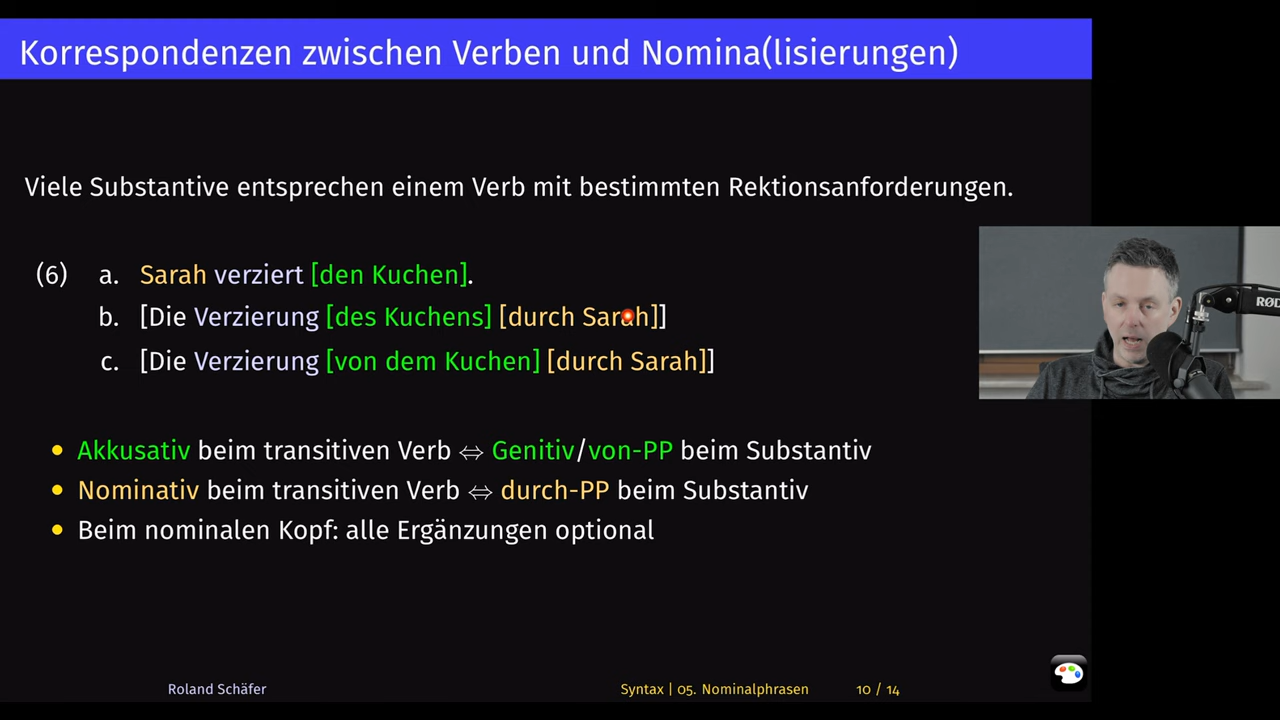 Korrespondenzen zwischen Verben und Nomina(lisierungen)
Viele Substantive entsprechen einem Verb mit bestimmten Rektionsanforderungen.
(6) a. Sarah verziert [den Kuchen].
b. [Die Verzierung [des Kuchens] [durch Sarah]]
c. [Die Verzierung [von dem Kuchen] [durch Sarah]]
• Akkusativ beim transitiven Verb ⇔ Genitiv/von-PP beim Substantiv
• Nominativ beim transitiven Verb ⇔ durch-PP beim Substantiv
• Beim nominalen Kopf: alle Ergänzungen optional
RØD
Roland Schäfer Syntax | 05. Nominalphrasen 10 / 14